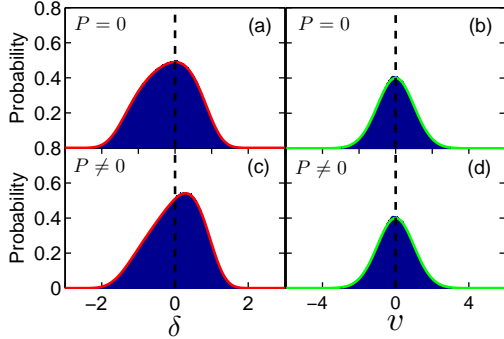 0.8
P = 0
(a)
P = 0
(b)
0.6
0.4
0.2
Probability
0.8
P ≠ 0
(c)
P ≠ 0
(d)
0.6
0.4
0.2
Probability
0
−2
0
2
−4
0
4
δ
v